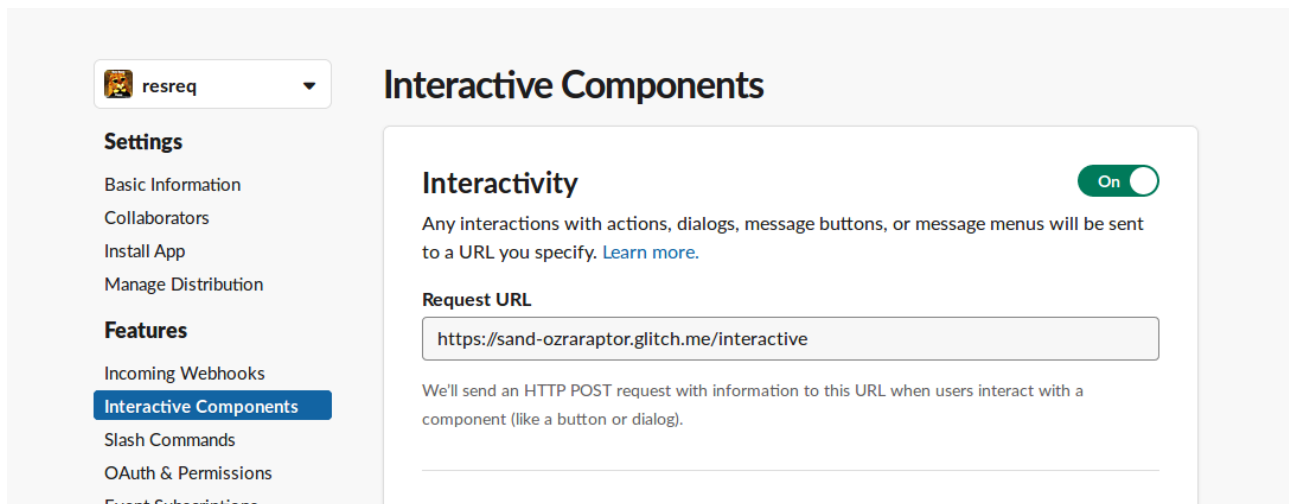 resreq
Settings
Basic Information
Collaborators
Install App
Manage Distribution
Features
Incoming Webhooks
Interactive Components
Slash Commands
OAuth & Permissions
Event Subscriptions
Interactive Components
Interactivity
On
Any interactions with actions, dialogs, message buttons, or message menus will be sent
to a URL you specify. Learn more.
Request URL
https://sand-ozraraptor.glitch.me/interactive
We'll send an HTTP POST request with information to this URL when users interact with a
component (like a button or dialog).